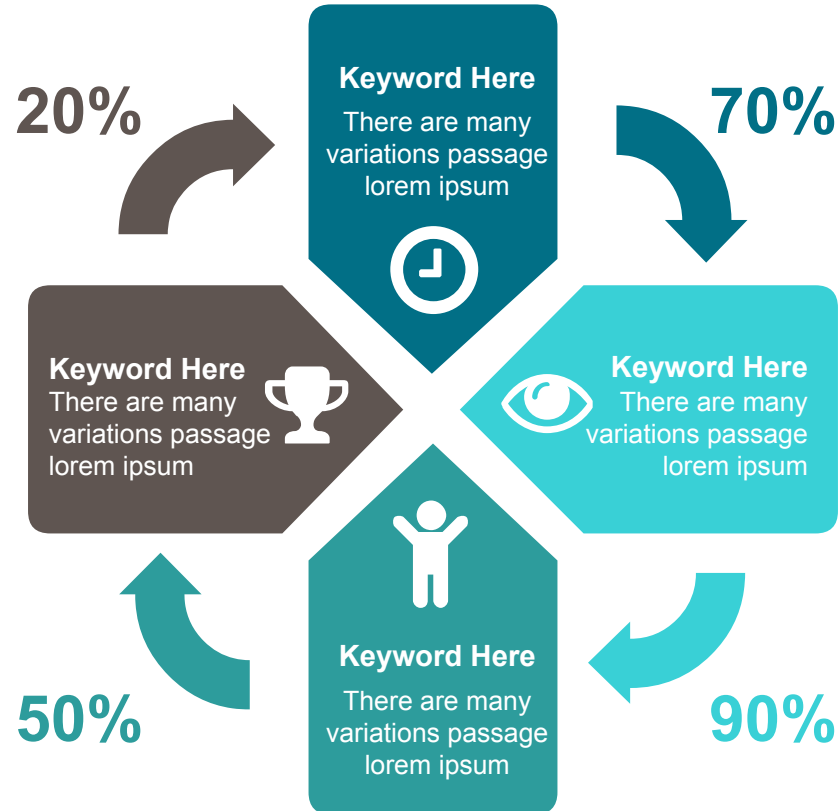 Keyword Here
There are many
variations passage
lorem ipsum
20%
70%
Keyword Here
There are many
variations passage
lorem ipsum
Keyword Here
There are many
variations passage
lorem ipsum
Keyword Here
There are many
variations passage
lorem ipsum
50%
90%